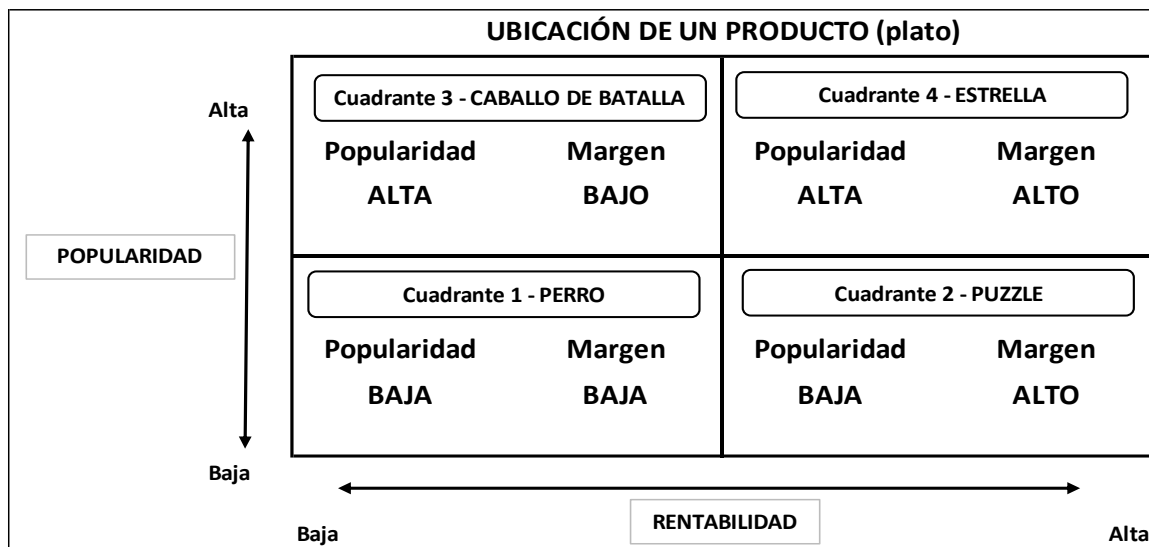 UBICACIÓN DE UN PRODUCTO (plato)
Alta
Cuadrante 3 - CABALLO DE BATALLA
Popularidad Margen
ALTA BAJO
Cuadrante 4 - ESTRELLA
Popularidad Margen
ALTA ALTO
POPULARIDAD
Cuadrante 1 - PERRO
Popularidad Margen
BAJA BAJA
Cuadrante 2 - PUZZLE
Popularidad Margen
BAJA ALTO
Baja
Baja
RENTABILIDAD
Alta